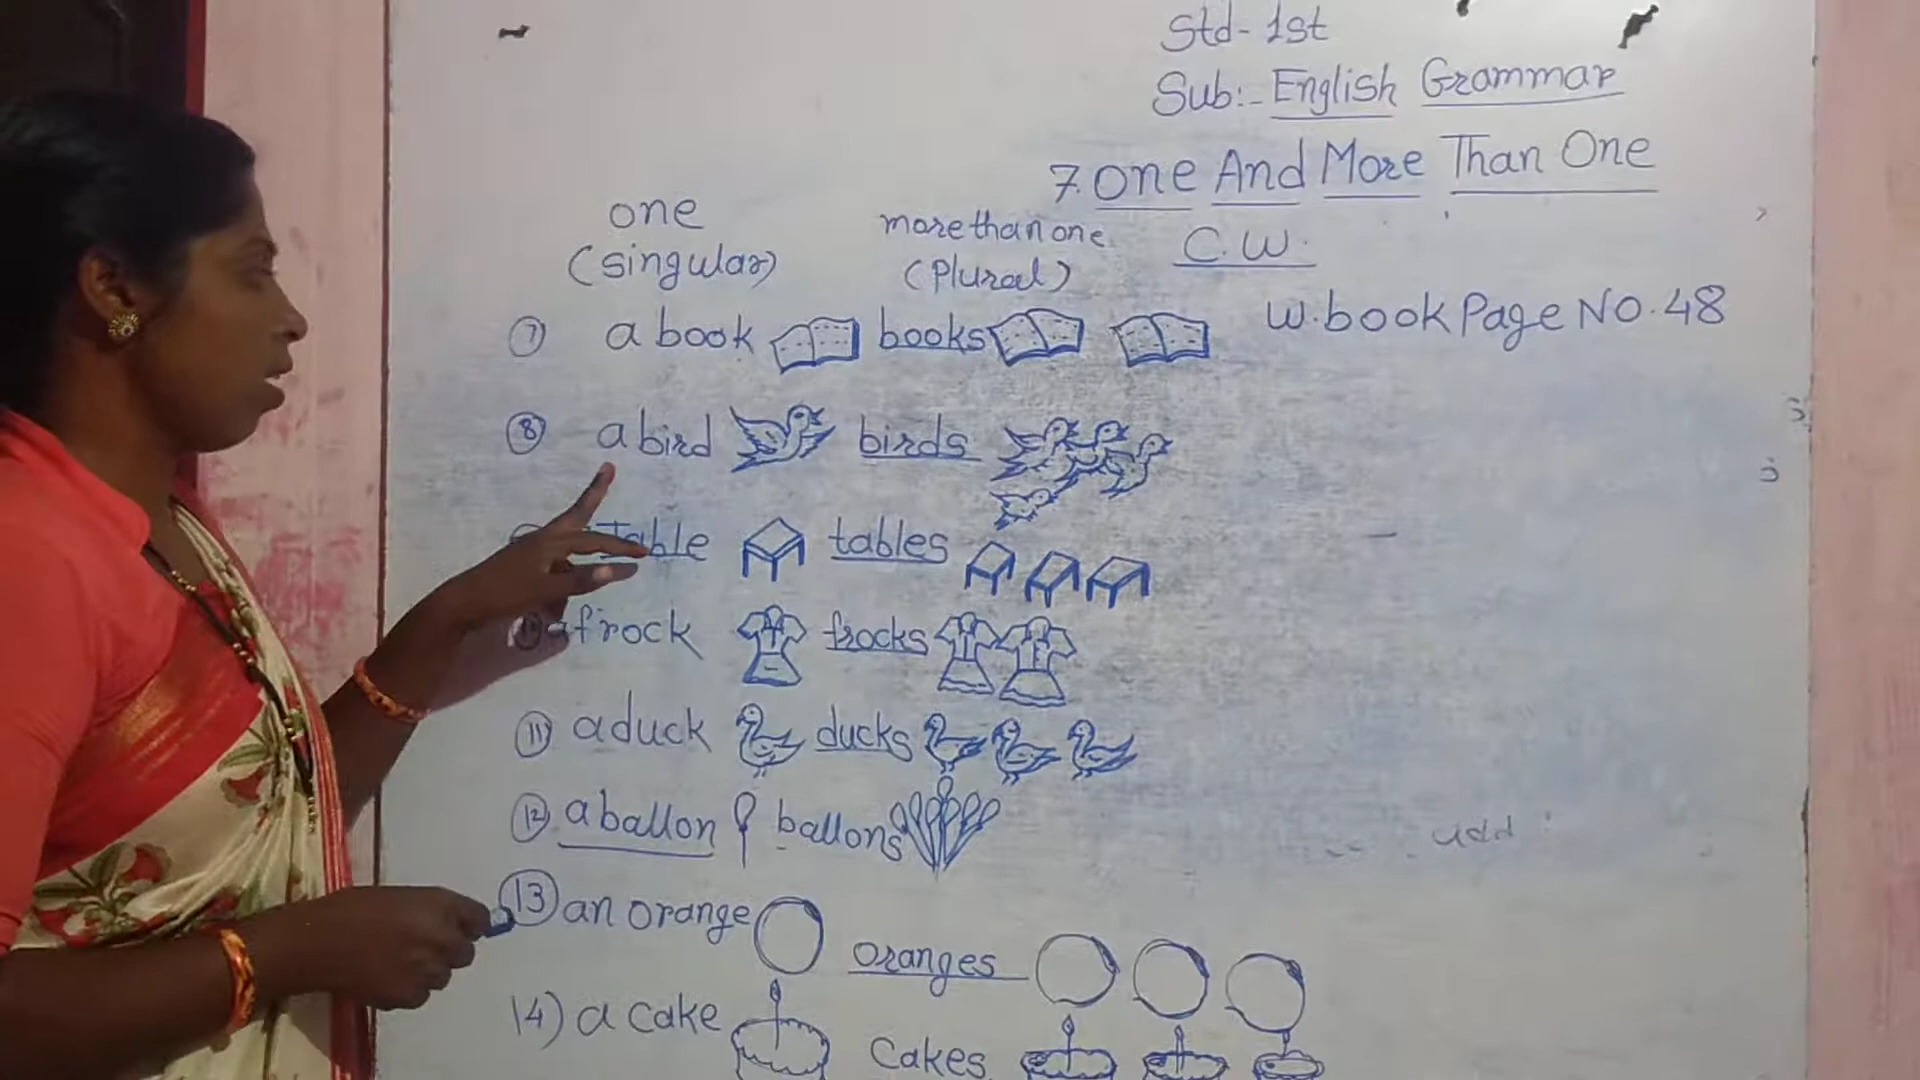 Std- 1st
Sub:- English Grammar
7. One And More Than One
one more than one C.W.
(singular) (Plural)
W.book Page No. 48
7 a book books
8 a bird birds
Table tables
a frock frocks
11 a duck ducks
12 a ballon ballons
13 an orange oranges
14) a cake Cakes